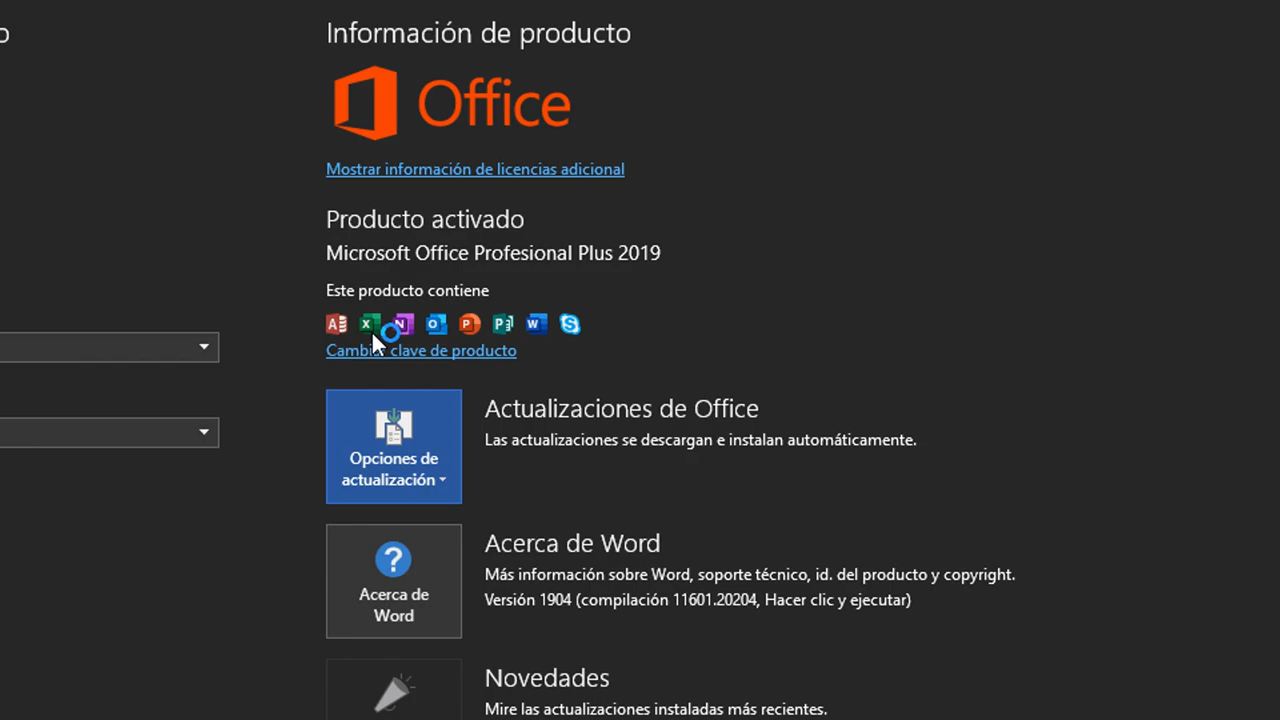 o
Información de producto
Office
Mostrar información de licencias adicional
Producto activado
Microsoft Office Profesional Plus 2019
Este producto contiene
Cambiar clave de producto
Opciones de
actualización
Actualizaciones de Office
Las actualizaciones se descargan e instalan automáticamente.
Acerca de
Word
Acerca de Word
Más información sobre Word, soporte técnico, id. del producto y copyright.
Versión 1904 (compilación 11601.20204, Hacer clic y ejecutar)
Novedades
Mire las actualizaciones instaladas más recientes.